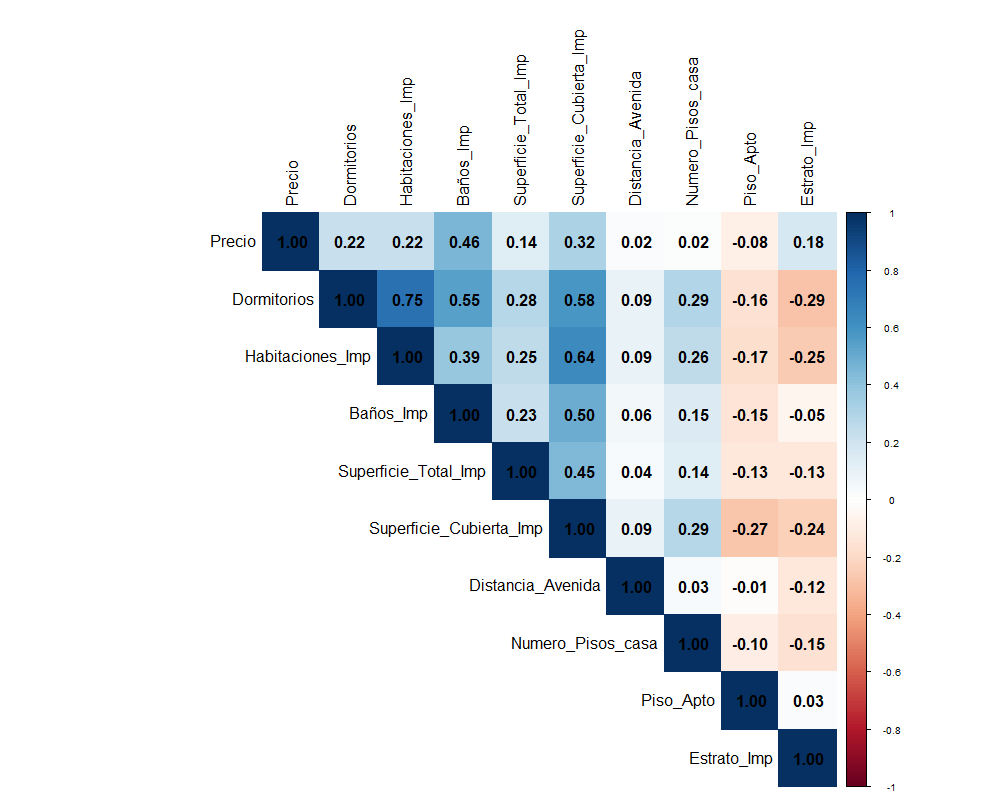 Precio
Dormitorios
Habitaciones_Imp
Baños_Imp
Superficie_Total_Imp
Superficie_Cubierta_Imp
Distancia_Avenida
Numero_Pisos_casa
Piso_Apto
Estrato_Imp
Precio 1.00 0.22 0.22 0.46 0.14 0.32 0.02 0.02 -0.08 0.18
Dormitorios 1.00 0.75 0.55 0.28 0.58 0.09 0.29 -0.16 -0.29
Habitaciones_Imp 1.00 0.39 0.25 0.64 0.09 0.26 -0.17 -0.25
Baños_Imp 1.00 0.23 0.50 0.06 0.15 -0.15 -0.05
Superficie_Total_Imp 1.00 0.45 0.04 0.14 -0.13 -0.13
Superficie_Cubierta_Imp 1.00 0.09 0.29 -0.27 -0.24
Distancia_Avenida 1.00 0.03 -0.01 -0.12
Numero_Pisos_casa 1.00 -0.10 -0.15
Piso_Apto 1.00 0.03
Estrato_Imp 1.00
1
0.8
0.6
0.4
0.2
0
-0.2
-0.4
-0.6
-0.8
-1